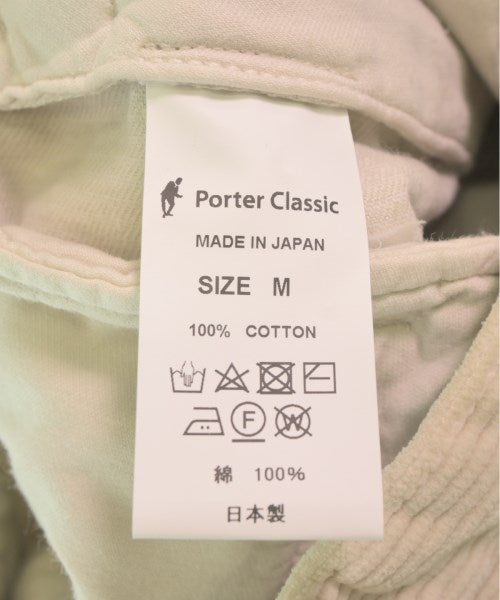 Porter Classic
MADE IN JAPAN
SIZE M
100% COTTON
F W
綿 100%
日本製